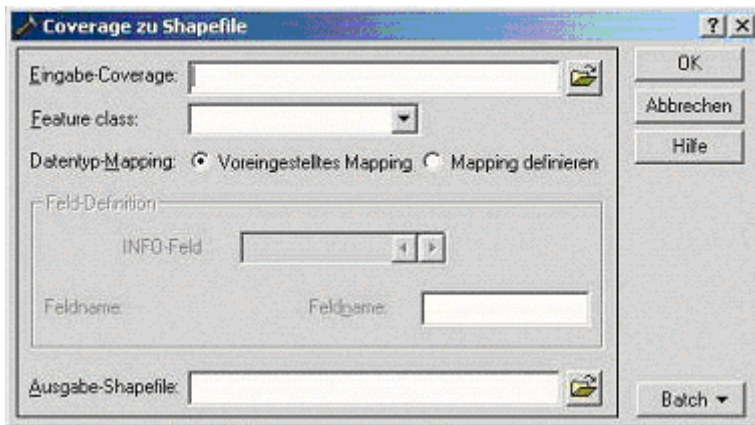 Coverage zu Shapefile
Eingabe-Coverage:
OK
Feature class:
Abbrechen
Datentyp-Mapping: Voreingestelltes Mapping Mapping definieren
Hilfe
Feld-Definition
INFO-Feld
Feldname: Feldname:
Ausgabe-Shapefile:
Batch